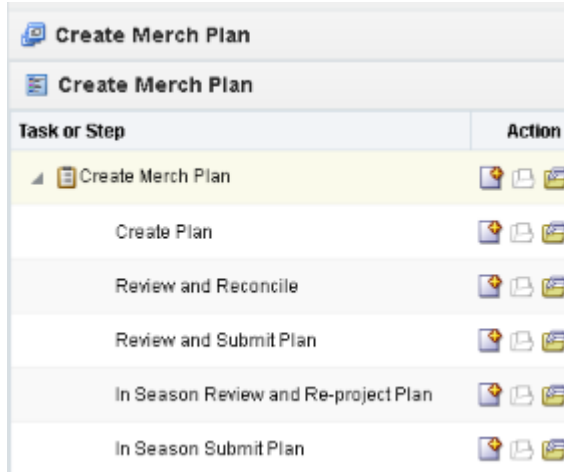 Create Merch Plan
Create Merch Plan
Task or Step Action
Create Merch Plan
Create Plan
Review and Reconcile
Review and Submit Plan
In Season Review and Re-project Plan
In Season Submit Plan